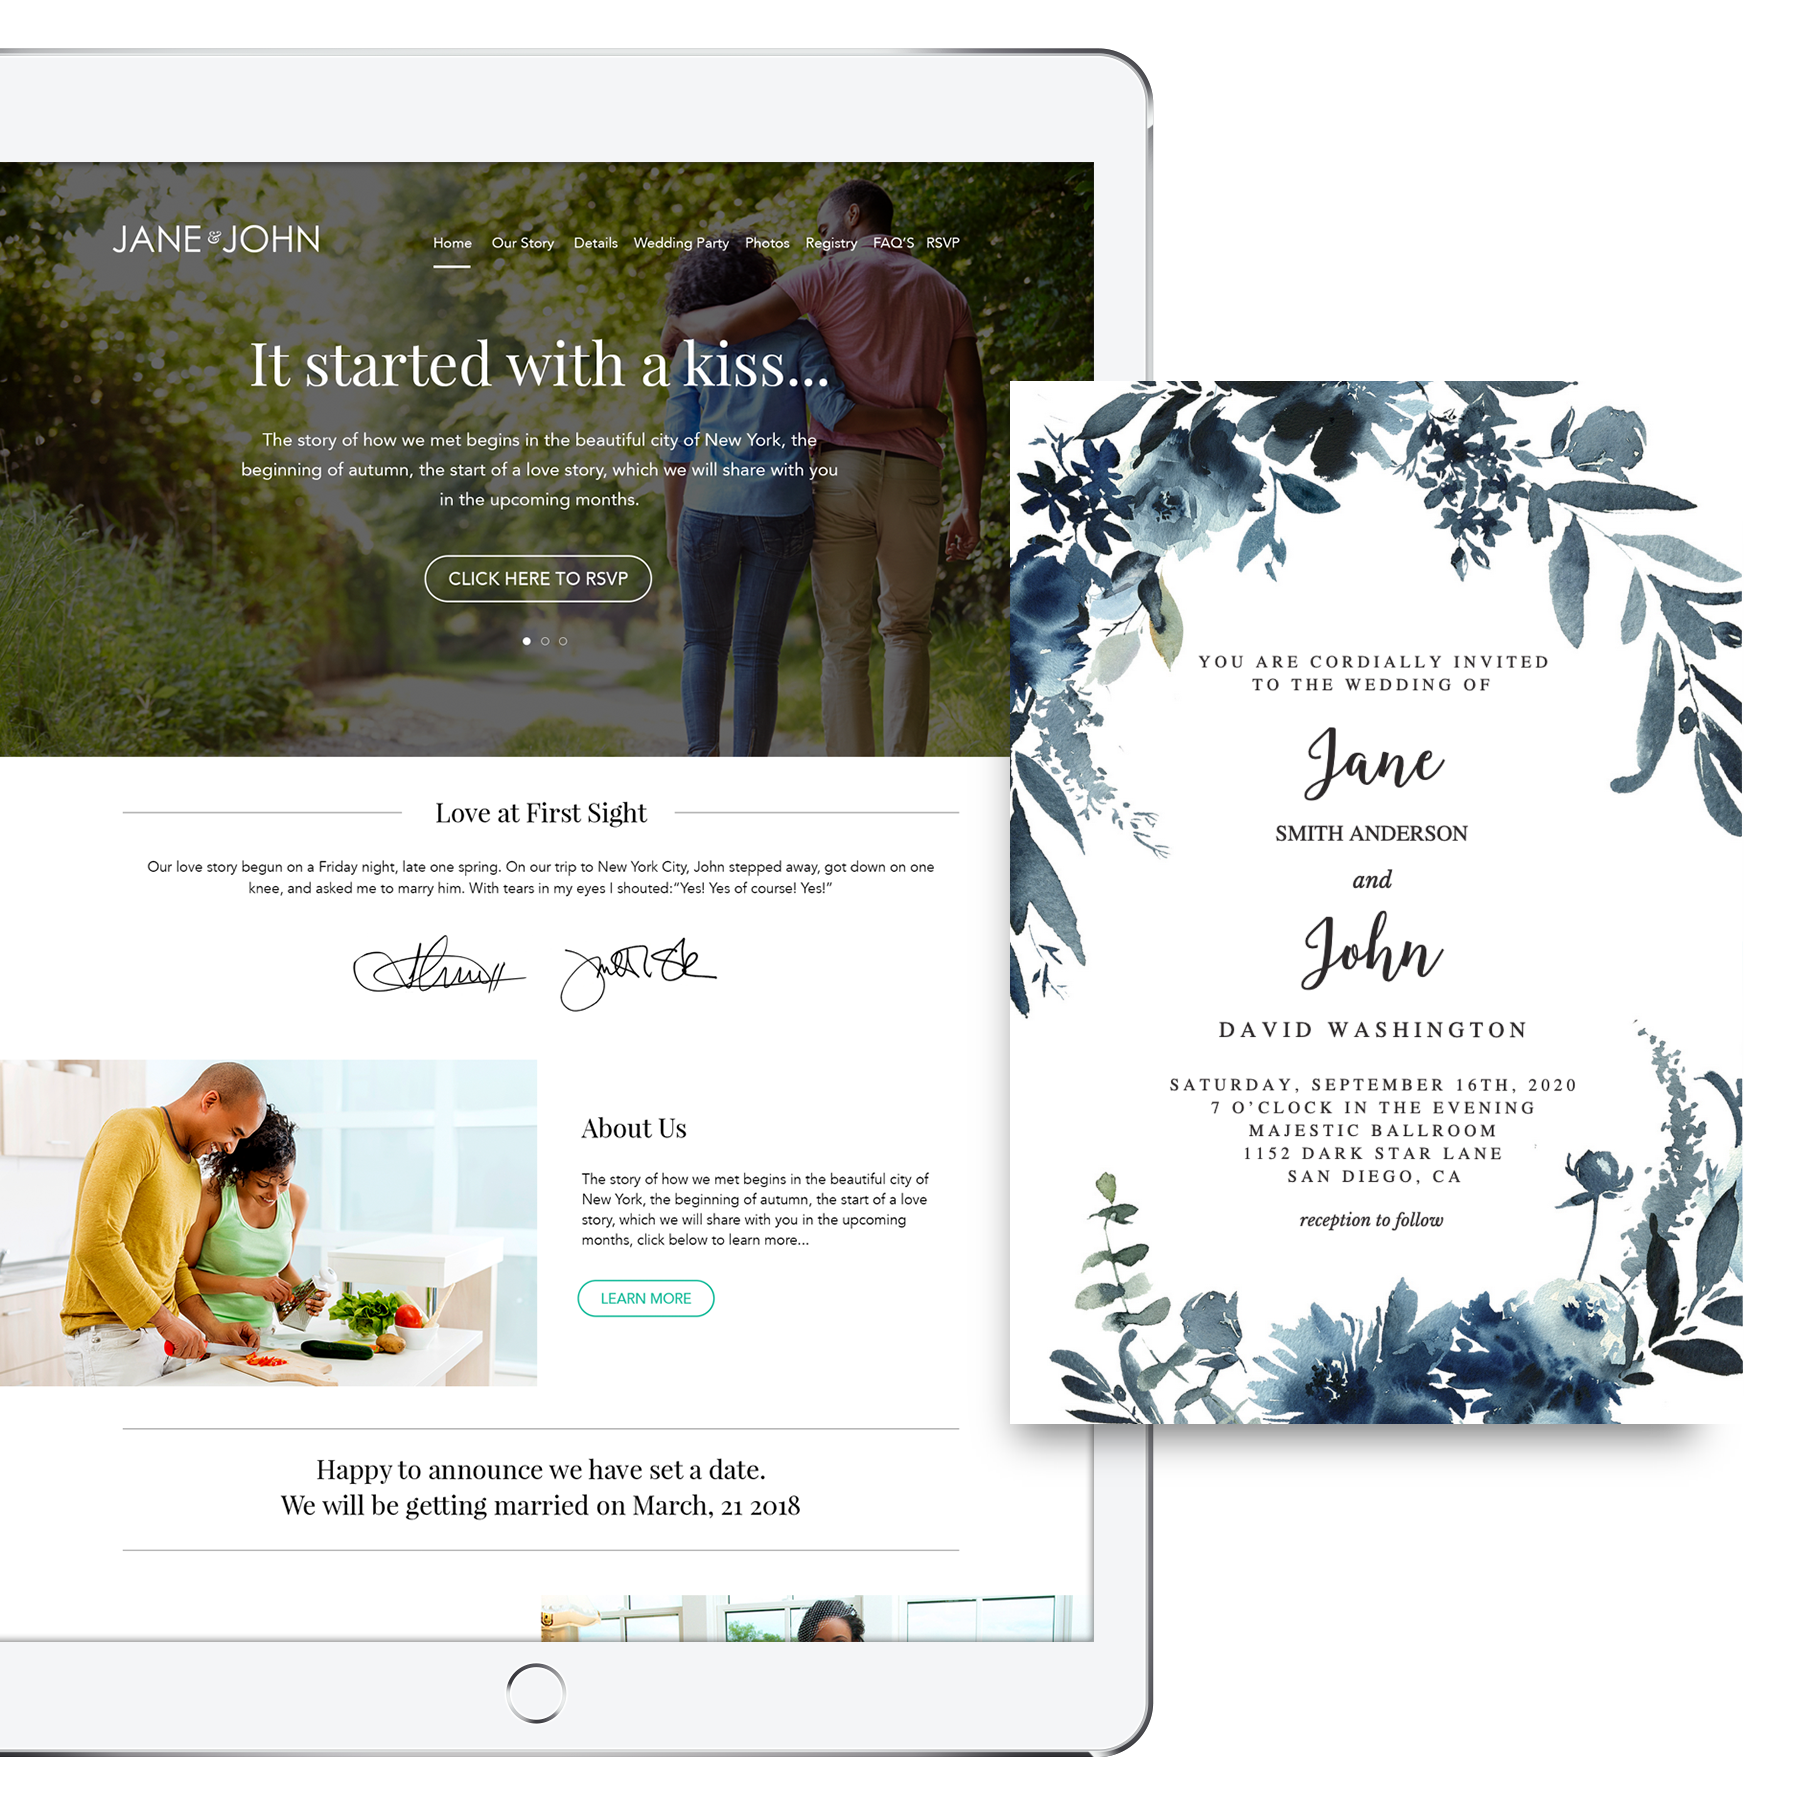 JANE & JOHN
Home Our Story Details Wedding Party Photos Registry FAQ'S RSVP
It started with a kiss...
The story of how we met begins in the beautiful city of New York, the
beginning of autumn, the start of a love story, which we will share with you
in the upcoming months.
CLICK HERE TO RSVP
Love at First Sight
Our love story begun on a Friday night, late one spring. On our trip to New York City, John stepped away, got down on one
knee, and asked me to marry him. With tears in my eyes I shouted:“Yes! Yes of course! Yes!”
About Us
The story of how we met begins in the beautiful city of
New York, the beginning of autumn, the start of a love
story, which we will share with you in the upcoming
months, click below to learn more...
LEARN MORE
Happy to announce we have set a date.
We will be getting married on March, 21 2018
YOU ARE CORDIALLY INVITED
TO THE WEDDING OF
Jane
SMITH ANDERSON
and
John
DAVID WASHINGTON
SATURDAY, SEPTEMBER 16TH, 2020
7 O'CLOCK IN THE EVENING
MAJESTIC BALLROOM
1152 DARK STAR LANE
SAN DIEGO, CA
reception to follow